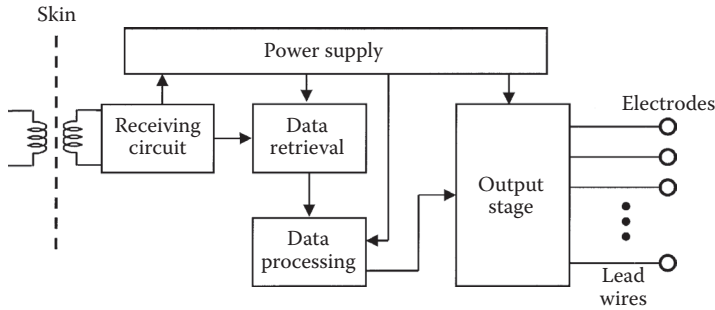 Skin
Power supply
Electrodes
Receiving
circuit
Data
retrieval
Output
stage
Data
processing
Lead
wires